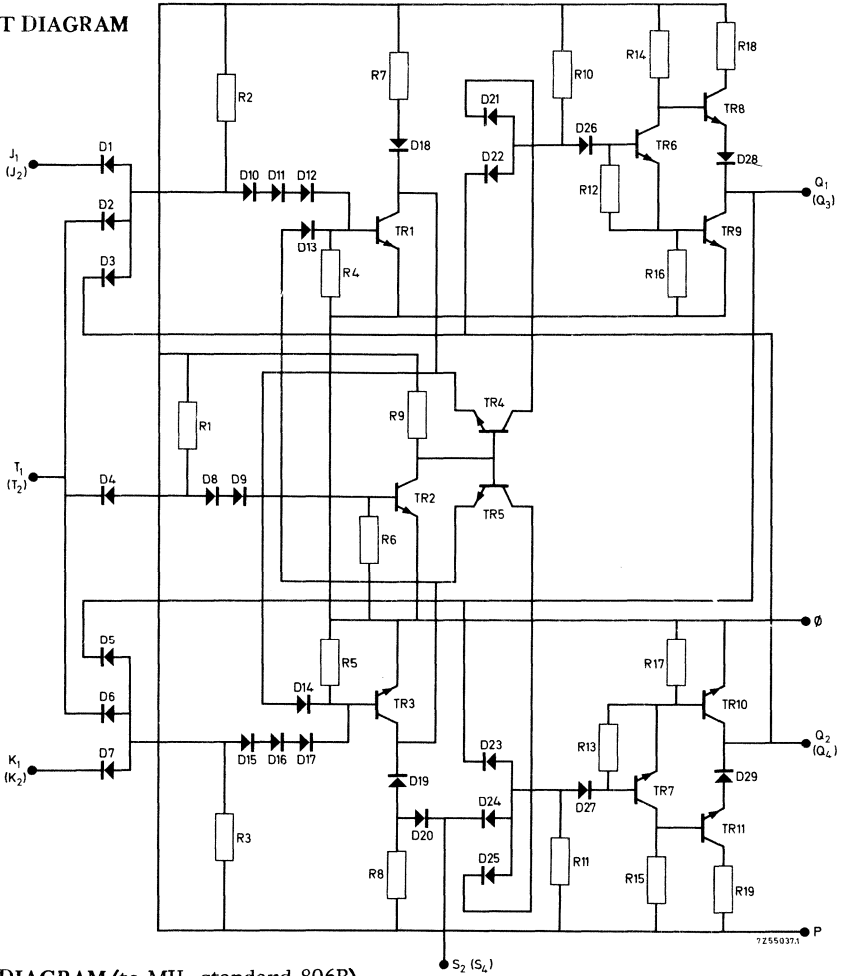 T DIAGRAM
R18
R14
R7
R10
R2
D21
TR8
D1
D26
TR6
J₁
(J₂)
D18
D22
D28
D10 D11 D12
R12
Q₁
(Q₃)
D2
TR1
TR9
D13
D3
R4
R16
TR4
R9
R1
T₁
(T₂)
D4
D8 D9
TR2
TR5
R6
Ø
D5
R5
R17
D14
TR3
TR10
D6
D23
R13
Q₂
(Q₄)
K₁
(K₂)
D7
D15 D16 D17
D19
D29
D27
TR7
D24
TR11
D20
R3
R11
D25
R8
R15
R19
P
7Z55037.1
S₂ (S₄)
DIAGRAM (to MIL-standard 806B)